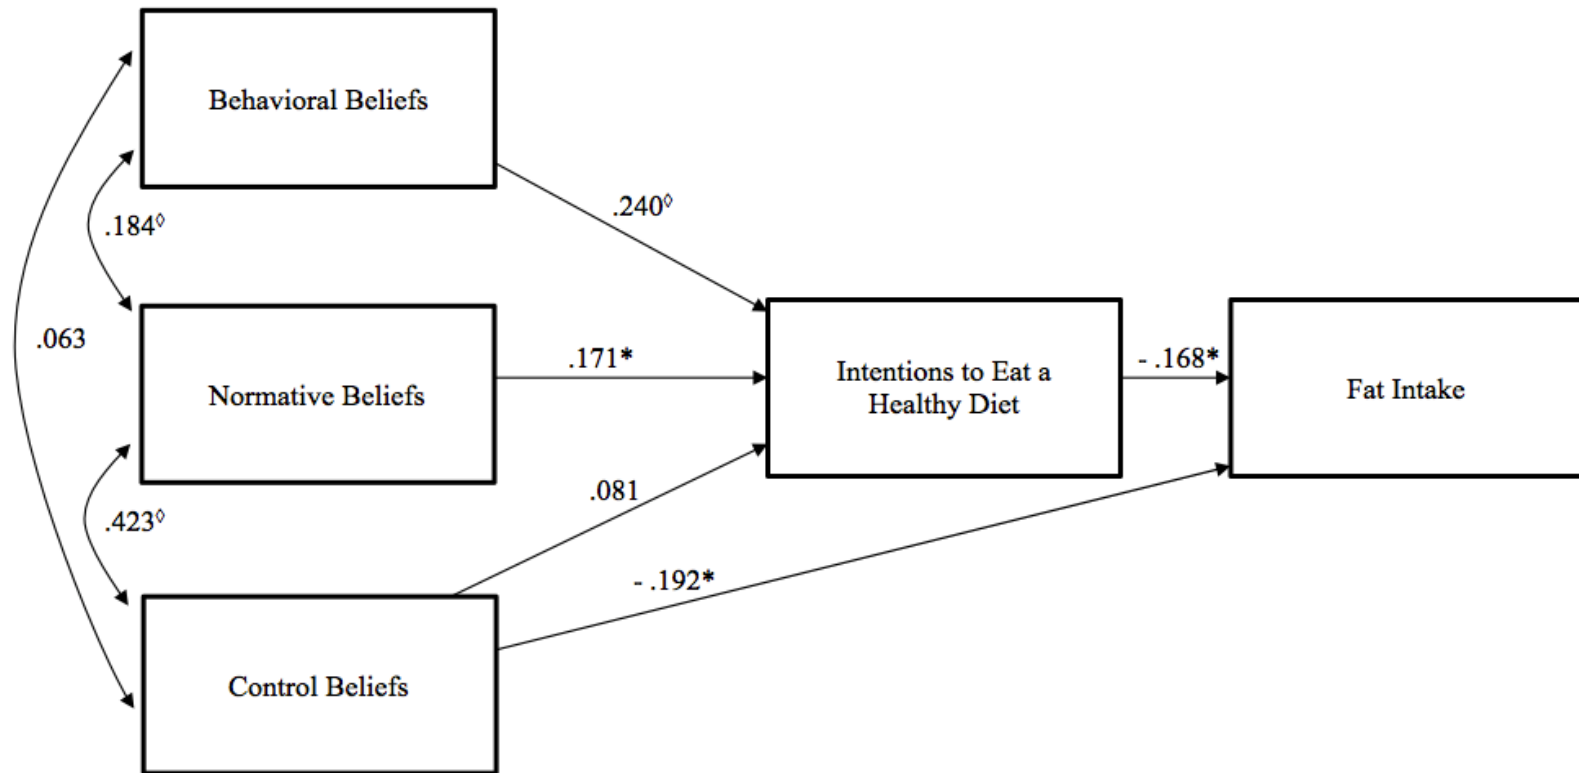 Behavioral Beliefs
.184◊
.240◊
.063
Normative Beliefs
.171*
Intentions to Eat a
Healthy Diet
- .168*
Fat Intake
.423◊
.081
- .192*
Control Beliefs